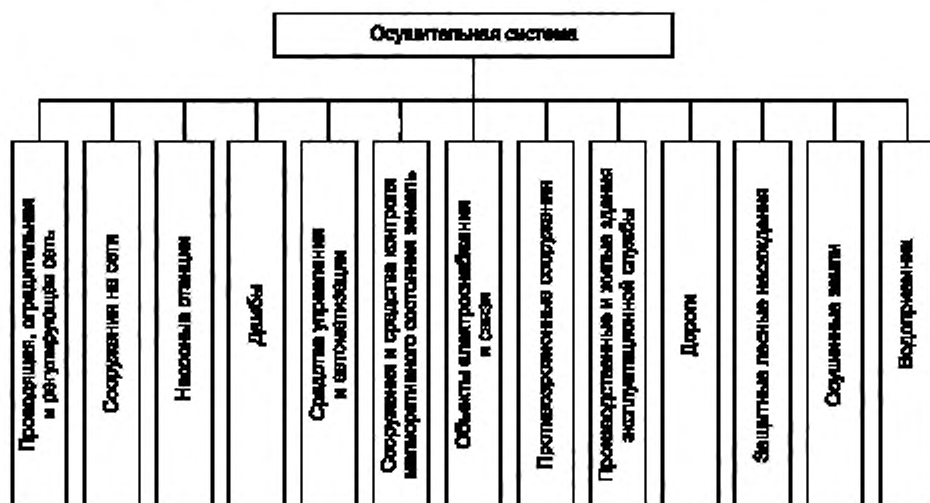 Осушительная система
Проводящая, оградительная
и регулирующая сеть
Сооружения на сети
Насосные станции
Дамбы
Средства управления
и автоматизации
Сооружения и средства контроля
мелиоративного состояния земель
Объекты электроснабжения
и связи
Противоэрозионные сооружения
Производственные и жилые здания
эксплуатационной службы
Дороги
Защитные лесные насаждения
Осушенные земли
Водоприемник